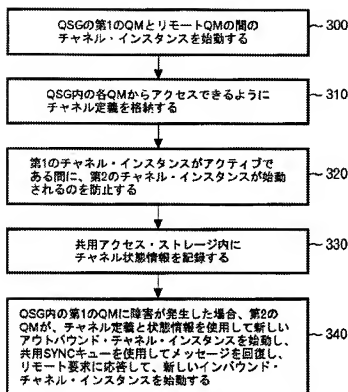 QSGの第1のQMとリモートQMの間の
チャネル・インスタンスを始動する
300
QSG内の各QMからアクセスできるように
チャネル定義を格納する
310
第1のチャネル・インスタンスがアクティブで
ある間に、第2のチャネル・インスタンスが始動
されるのを防止する
320
共用アクセス・ストレージ内に
チャネル状態情報を記録する
330
QSG内の第1のQMに障害が発生した場合、第2の
QMが、チャネル定義と状態情報を使用して新しい
アウトバウンド・チャネル・インスタンスを始動し、
共用SYNCキューを使用してメッセージを回復し、
リモート要求に応答して、新しいインバウンド・
チャネル・インスタンスを始動する
340